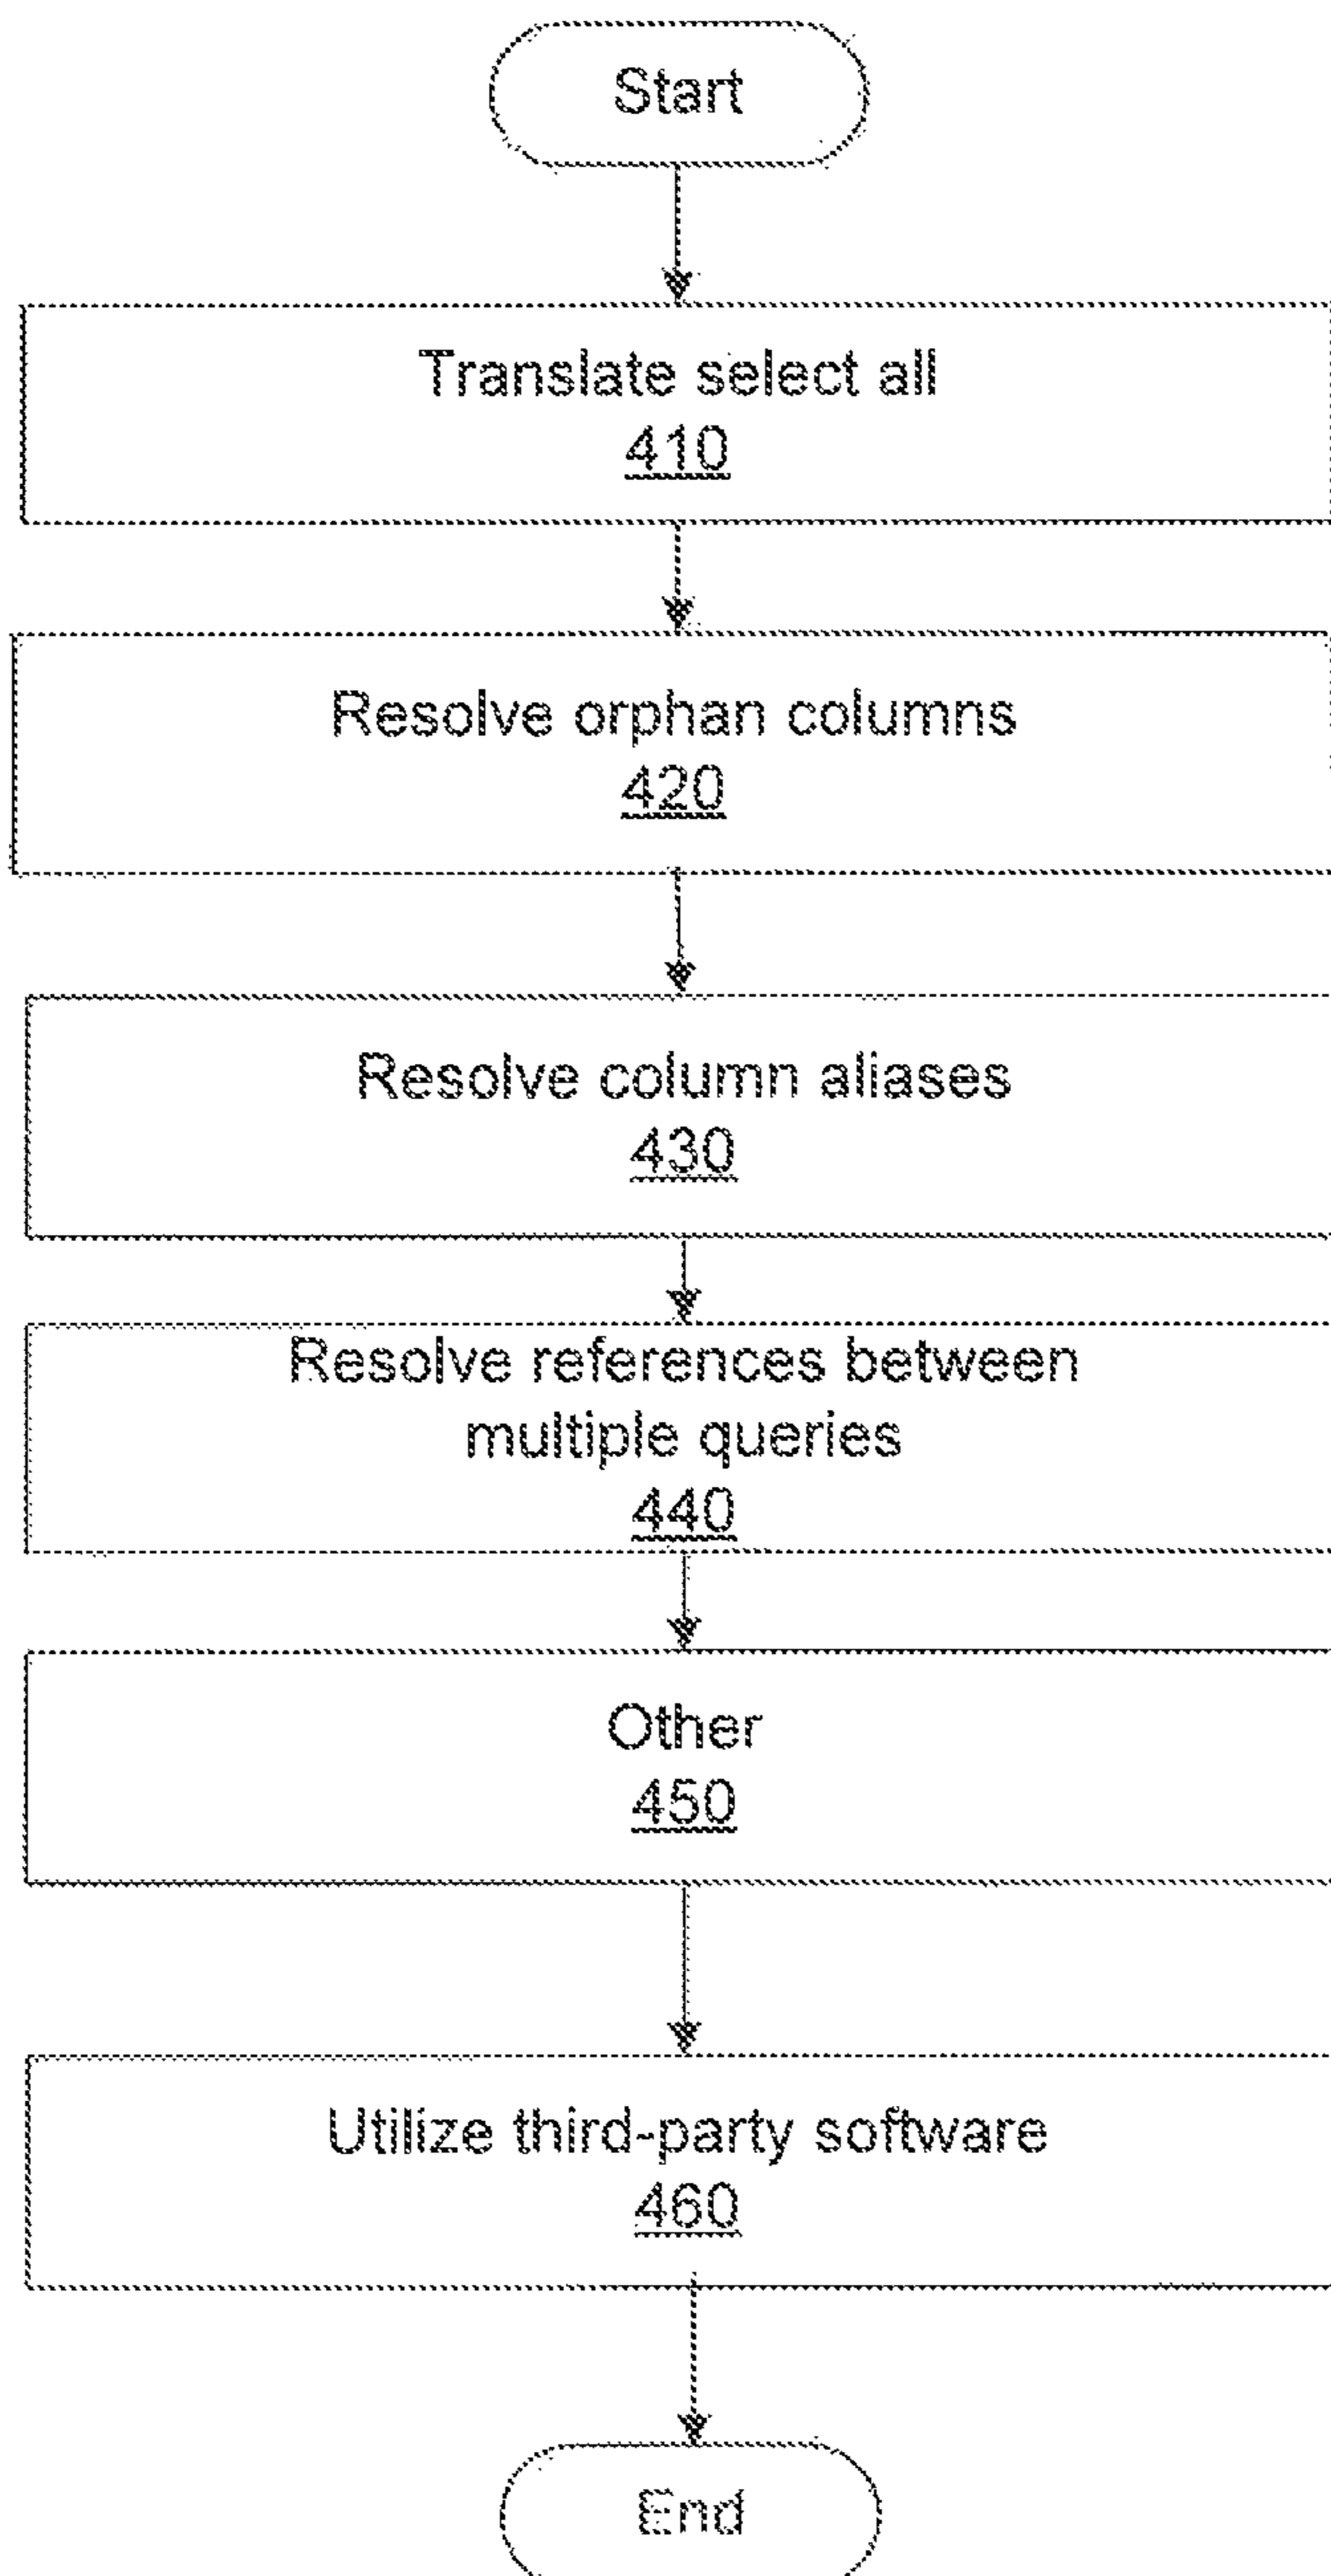 Start
Translate select all
410
Resolve orphan columns
420
Resolve column aliases
430
Resolve references between
multiple queries
440
Other
450
Utilize third-party software
460
End